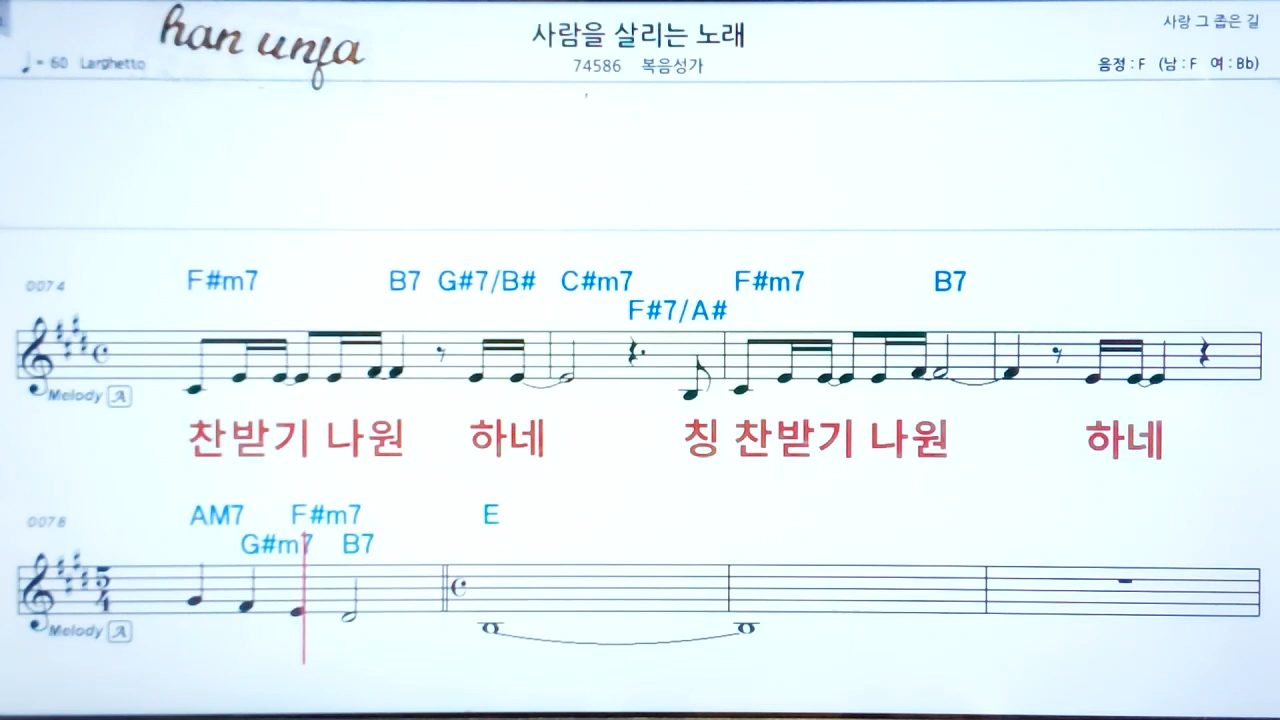 han unfa
사람을 살리는 노래
사랑 그 좁은 길
♩= 60 Larghetto
74586 복음성가
음정 : F (남 : F 여 : Bb)
0074
F#m7 B7 G#7/B# C#m7 F#m7 B7
F#7/A#
Melody A
찬받기 나원 하네 칭 찬받기 나원 하네
0078
AM7 F#m7 E
G#m7 B7
5
4
Melody A